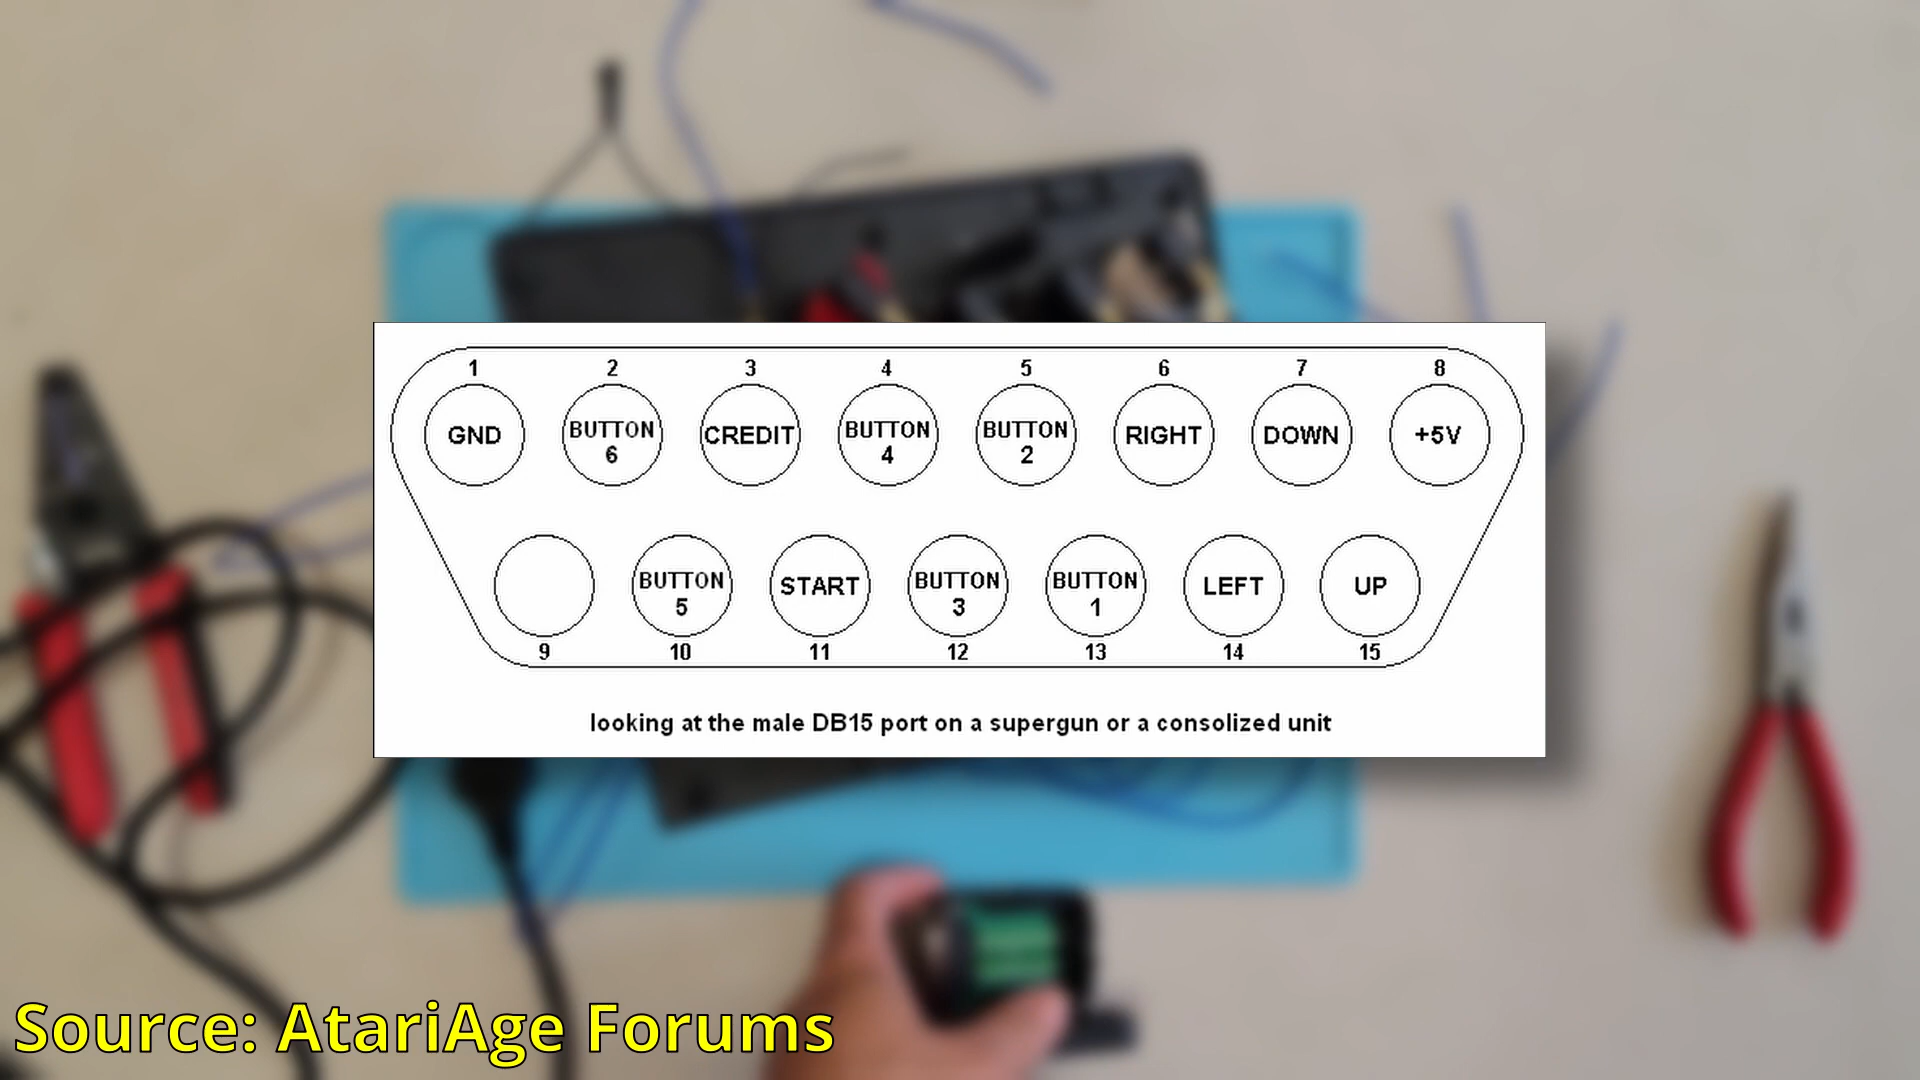 1 2 3 4 5 6 7 8
GND BUTTON 6 CREDIT BUTTON 4 BUTTON 2 RIGHT DOWN +5V
BUTTON 5 START BUTTON 3 BUTTON 1 LEFT UP
9 10 11 12 13 14 15
looking at the male DB15 port on a supergun or a consolized unit
Source: AtariAge Forums